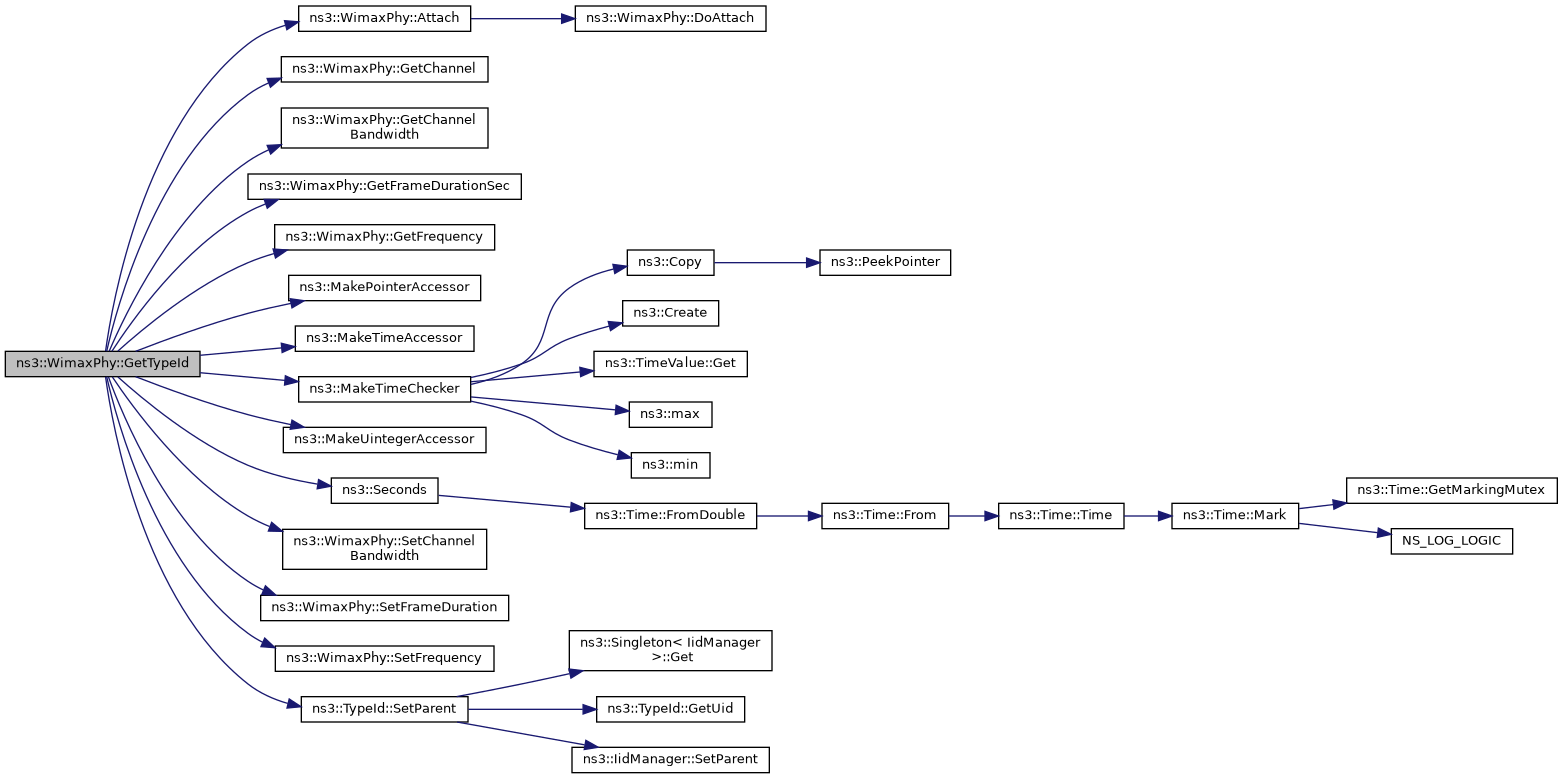 ns3::WimaxPhy::GetTypeId
ns3::WimaxPhy::Attach
ns3::WimaxPhy::DoAttach
ns3::WimaxPhy::GetChannel
ns3::WimaxPhy::GetChannel
Bandwidth
ns3::WimaxPhy::GetFrameDurationSec
ns3::WimaxPhy::GetFrequency
ns3::MakePointerAccessor
ns3::MakeTimeAccessor
ns3::MakeTimeChecker
ns3::Copy
ns3::PeekPointer
ns3::Create
ns3::TimeValue::Get
ns3::max
ns3::min
ns3::MakeUintegerAccessor
ns3::Seconds
ns3::Time::FromDouble
ns3::Time::From
ns3::Time::Time
ns3::Time::Mark
ns3::Time::GetMarkingMutex
NS_LOG_LOGIC
ns3::WimaxPhy::SetChannel
Bandwidth
ns3::WimaxPhy::SetFrameDuration
ns3::WimaxPhy::SetFrequency
ns3::TypeId::SetParent
ns3::Singleton< IidManager
>::Get
ns3::TypeId::GetUid
ns3::IidManager::SetParent